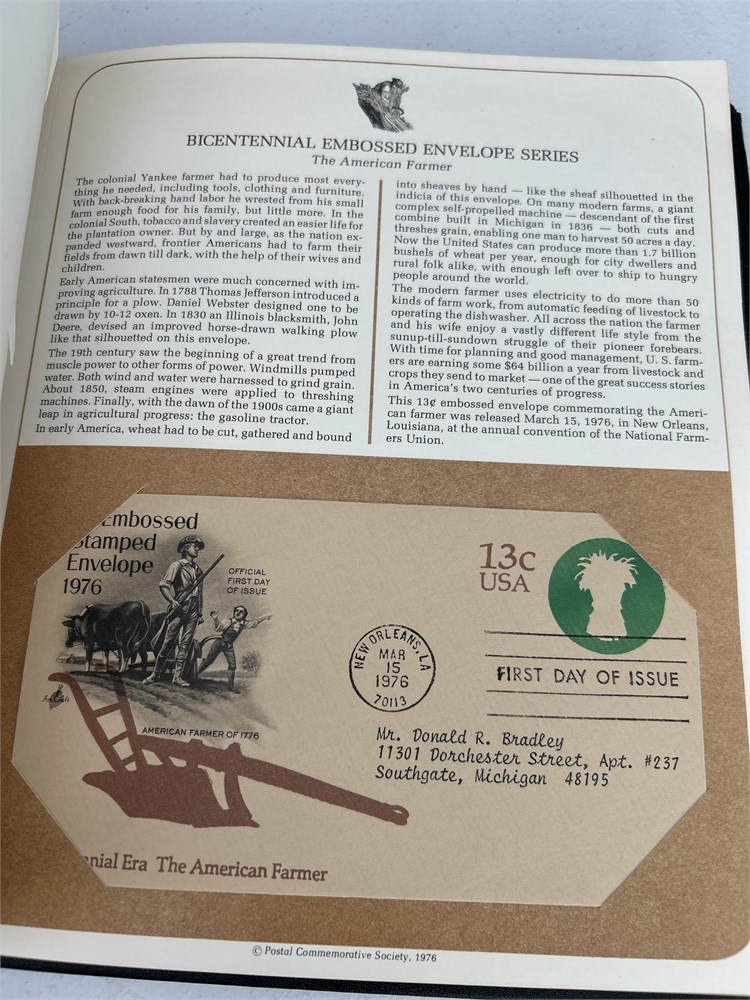 BICENTENNIAL EMBOSSED ENVELOPE SERIES
The American Farmer
The colonial Yankee farmer had to produce most every-
thing he needed, including tools, clothing and furniture.
With back-breaking hand labor he wrested from his small
farm enough food for his family, but little more. In the
colonial South, tobacco and slavery created an easier life for
the plantation owner. But by and large, as the nation ex-
panded westward, frontier Americans had to farm their
fields from dawn till dark, with the help of their wives and
children.
Early American statesmen were much concerned with im-
proving agriculture. In 1788 Thomas Jefferson introduced a
principle for a plow. Daniel Webster designed one to be
drawn by 10-12 oxen. In 1830 an Illinois blacksmith, John
Deere, devised an improved horse-drawn walking plow
like that silhouetted on this envelope.
The 19th century saw the beginning of a great trend from
muscle power to other forms of power. Windmills pumped
water. Both wind and water were harnessed to grind grain.
About 1850, steam engines were applied to threshing
machines. Finally, with the dawn of the 1900s came a giant
leap in agricultural progress: the gasoline tractor.
In early America, wheat had to be cut, gathered and bound
into sheaves by hand — like the sheaf silhouetted in the
indicia of this envelope. On many modern farms, a giant
complex self-propelled machine — descendant of the first
combine built in Michigan in 1836 — both cuts and
threshes grain, enabling one man to harvest 50 acres a day.
Now the United States can produce more than 1.7 billion
bushels of wheat per year, enough for city dwellers and
rural folk alike, with enough left over to ship to hungry
people around the world.
The modern farmer uses electricity to do more than 50
kinds of farm work, from automatic feeding of livestock to
operating the dishwasher. All across the nation the farmer
and his wife enjoy a vastly different life style from the
sunup-till-sundown struggle of their pioneer forebears.
With time for planning and good management, U. S. farm-
ers are earning some $64 billion a year from livestock and
crops they send to market — one of the great success stories
in America's two centuries of progress.
This 13¢ embossed envelope commemorating the Ameri-
can farmer was released March 15, 1976, in New Orleans,
Louisiana, at the annual convention of the National Farm-
ers Union.
Embossed
Stamped
Envelope
1976
OFFICIAL
FIRST DAY
OF ISSUE
AMERICAN FARMER OF 1776
13c
USA
NEW ORLEANS, LA
MAR
15
1976
70113
FIRST DAY OF ISSUE
Mr. Donald R. Bradley
11301 Dorchester Street, Apt. #237
Southgate, Michigan 48195
nnial Era The American Farmer
© Postal Commemorative Society, 1976